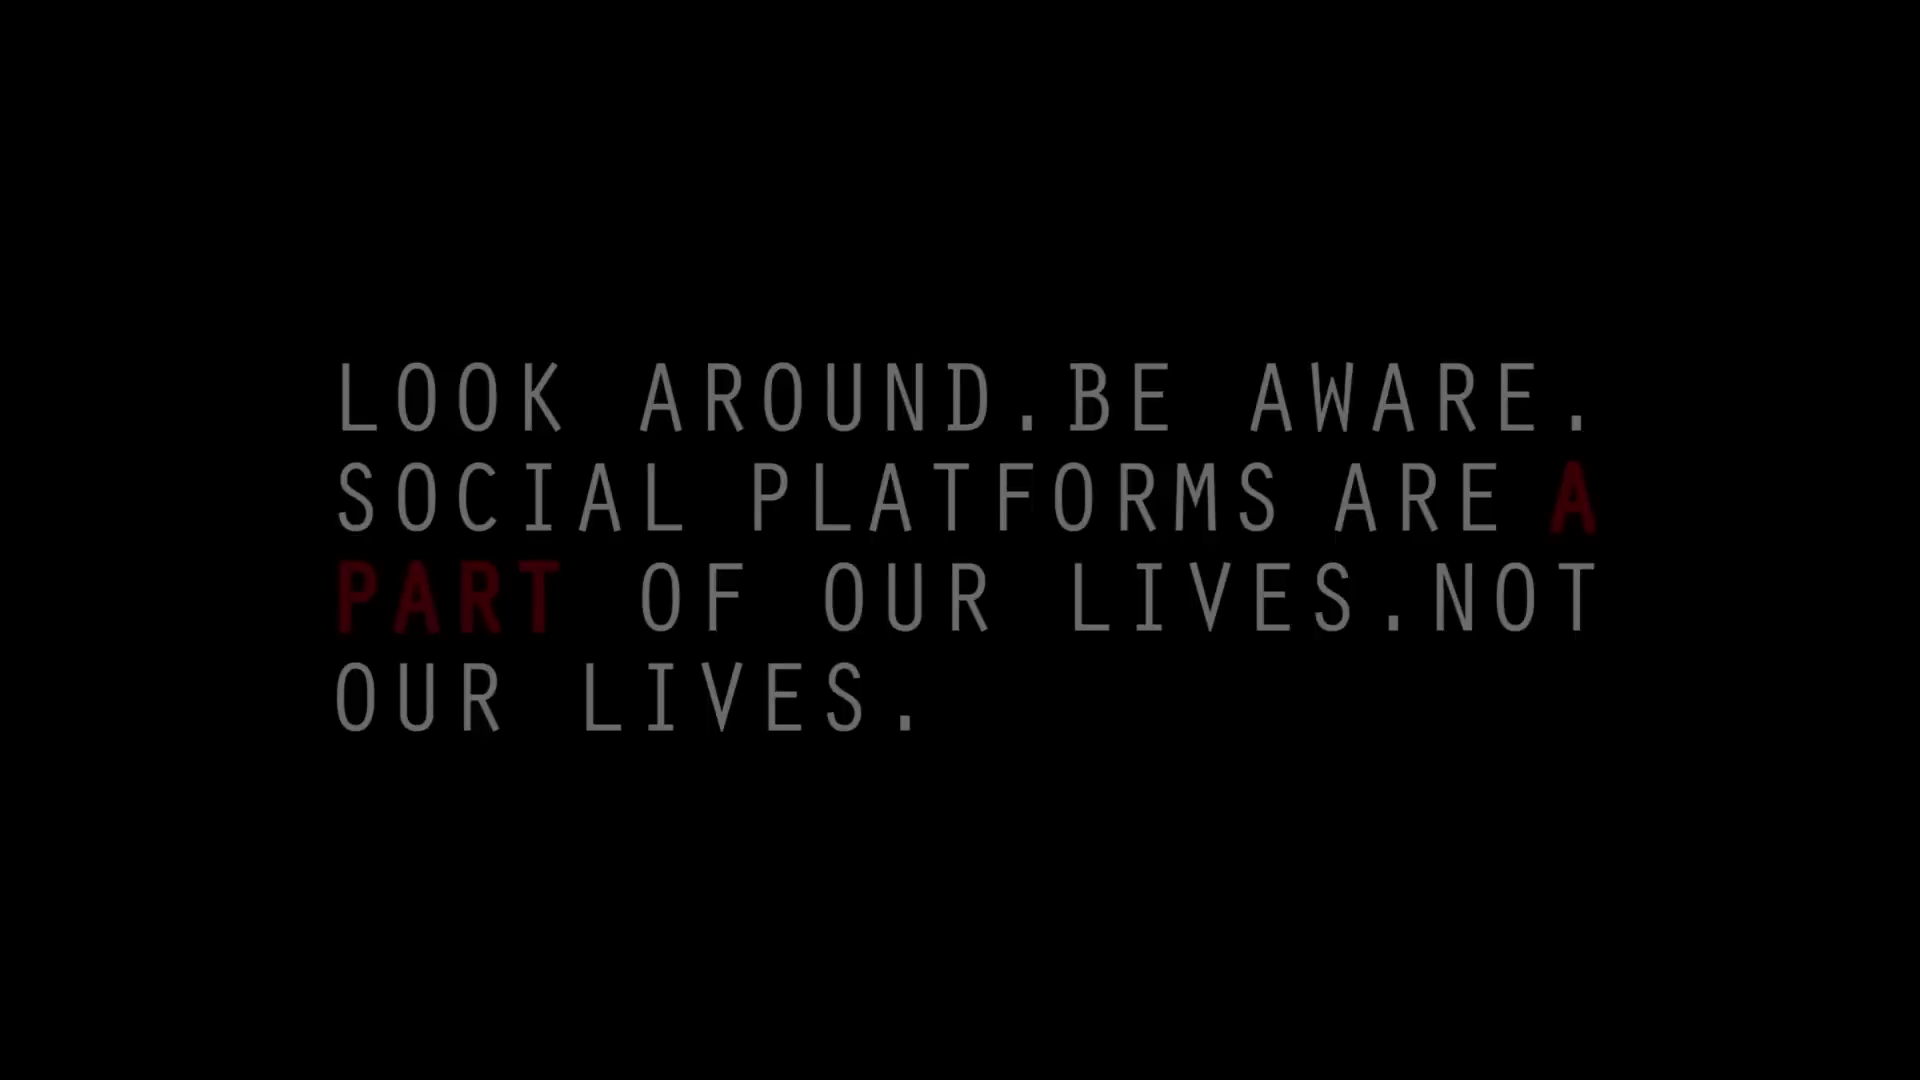 LOOK AROUND.BE AWARE.
SOCIAL PLATFORMS ARE A
PART OF OUR LIVES.NOT
OUR LIVES.